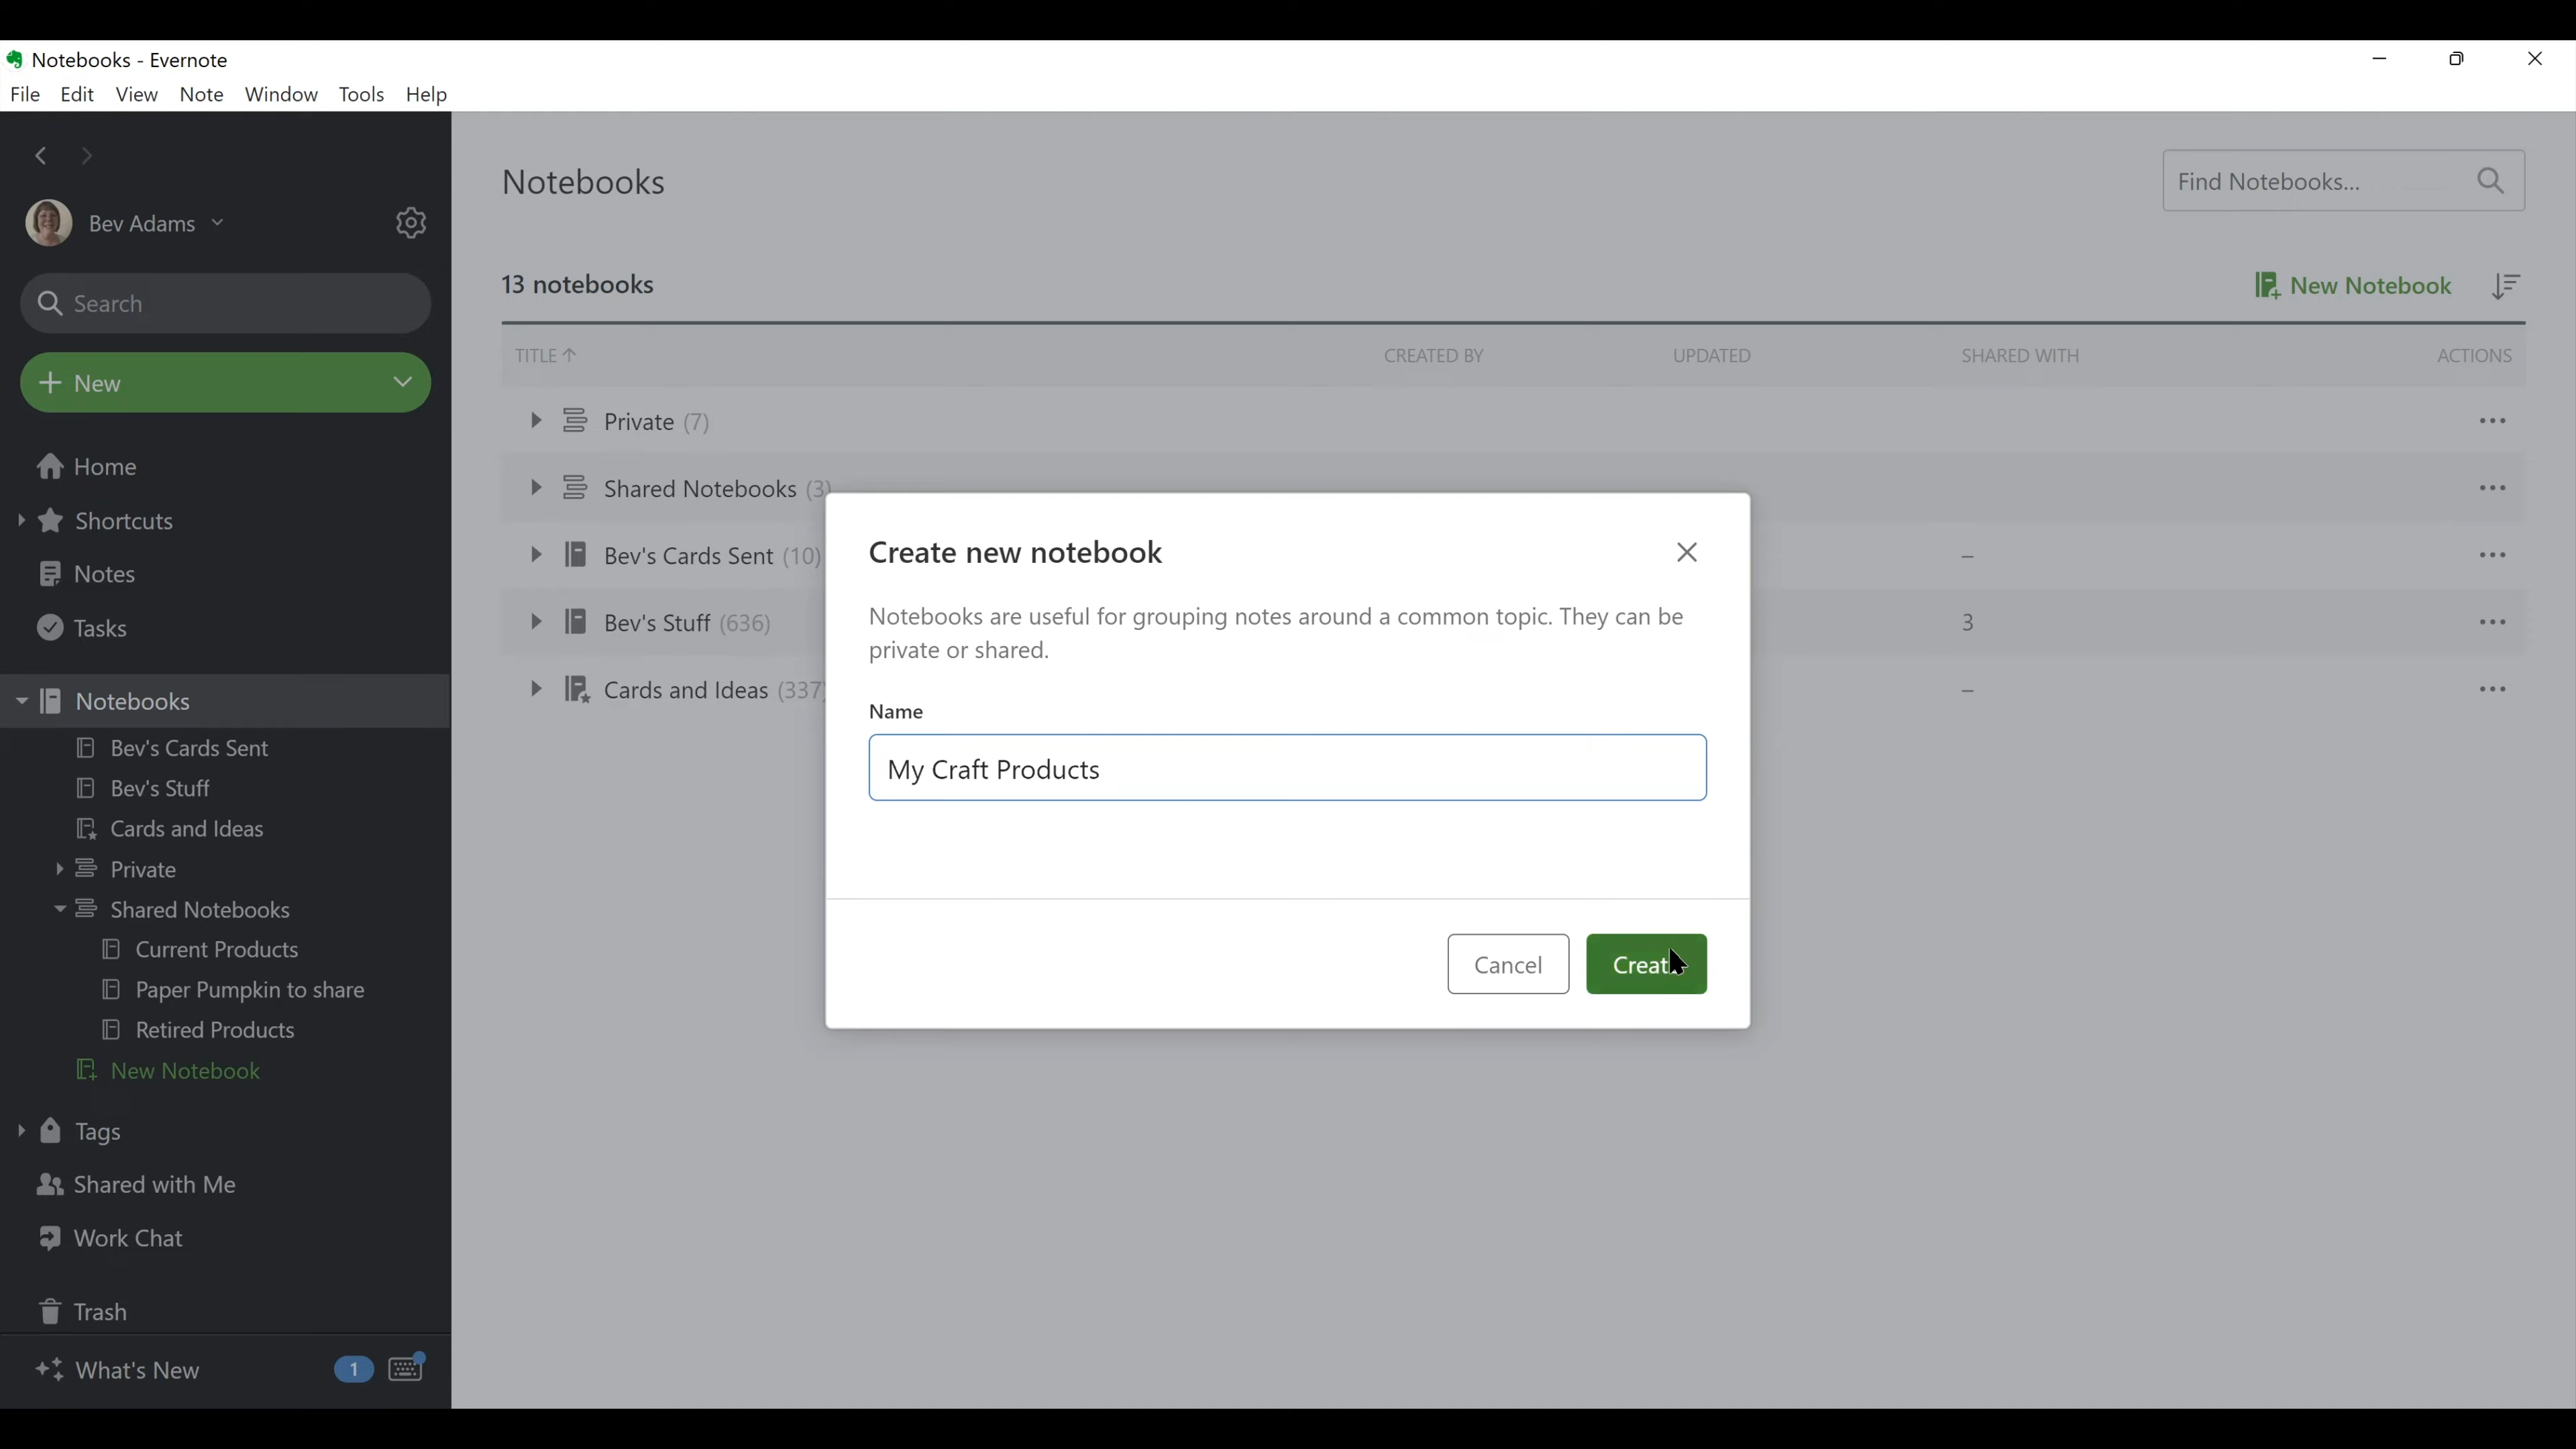 Notebooks - Evernote
File Edit View Note Window Tools Help
Bev Adams
Search
New
Home
Shortcuts
Notes
Tasks
Notebooks
Bev's Cards Sent
Bev's Stuff
Cards and Ideas
Private
Shared Notebooks
Current Products
Paper Pumpkin to share
Retired Products
New Notebook
Tags
Shared with Me
Work Chat
Trash
What's New 1
Notebooks
Find Notebooks...
13 notebooks
New Notebook
TITLE CREATED BY UPDATED SHARED WITH ACTIONS
Private (7)
Shared Notebooks (3)
Bev's Cards Sent (10) –
Bev's Stuff (636) 3
Cards and Ideas (337) –
Create new notebook
Notebooks are useful for grouping notes around a common topic. They can be
private or shared.
Name
My Craft Products
Cancel Create